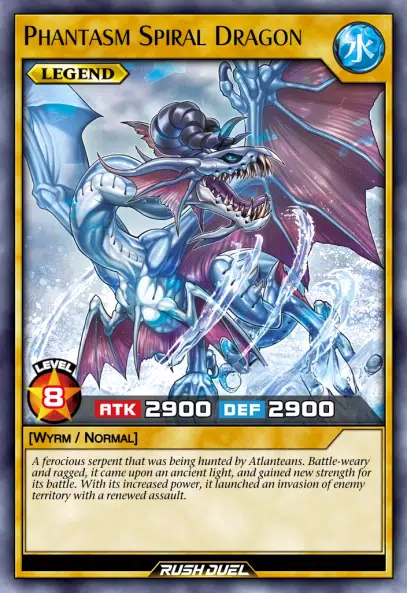 Phantasm Spiral Dragon
水
LEGEND
LEVEL
8
ATK 2900 DEF 2900
[Wyrm / Normal]
A ferocious serpent that was being hunted by Atlanteans. Battle-weary
and ragged, it came upon an ancient light, and gained new strength for
its battle. With its increased power, it launched an invasion of enemy
territory with a renewed assault.
RUSH DUEL